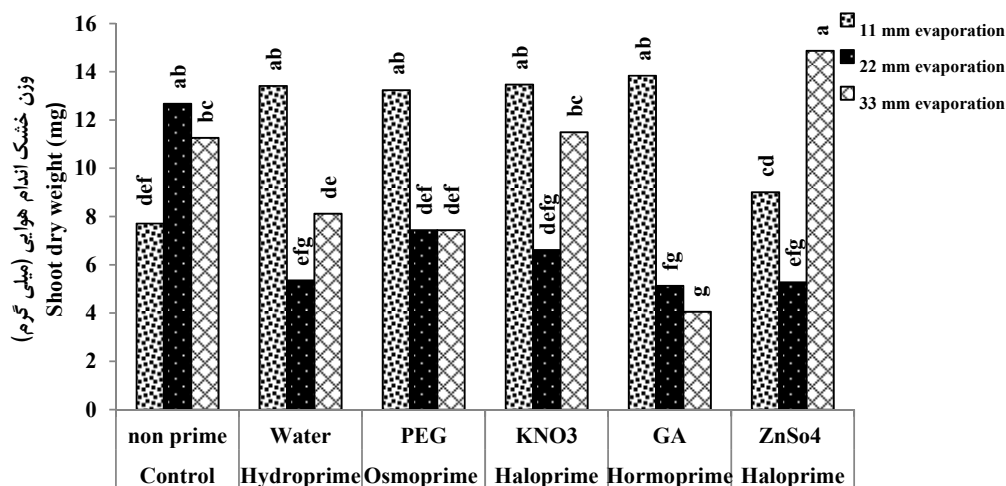 وزن خشک اندام هوایی (میلی گرم)
Shoot dry weight (mg)
16
14
12
10
8
6
4
2
0
def
ab
bc
ab
efg
de
ab
def
def
ab
defg
bc
ab
fg
g
cd
efg
a
11 mm evaporation
22 mm evaporation
33 mm evaporation
non prime Water PEG KNO3 GA ZnSo4
Control Hydroprime Osmoprime Haloprime Hormoprime Haloprime